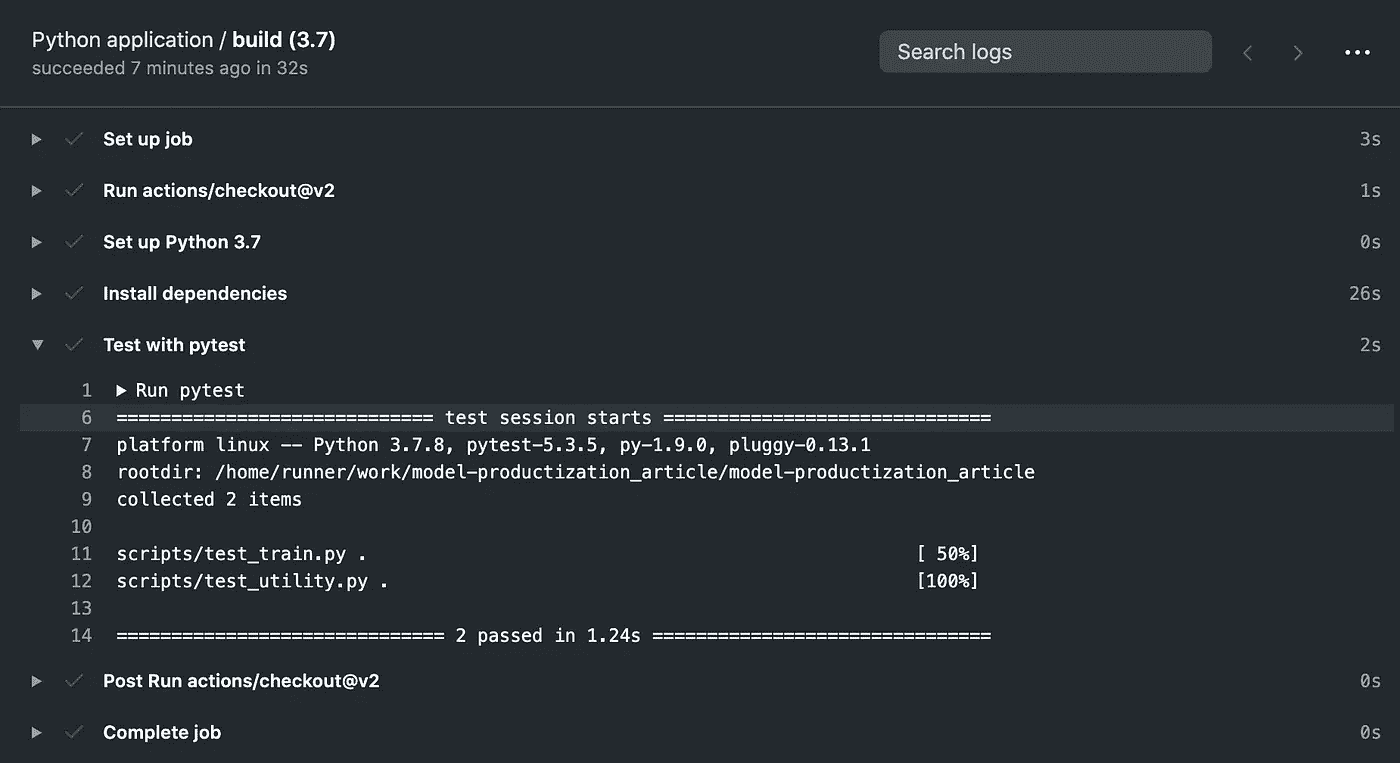 Python application / build (3.7)
succeeded 7 minutes ago in 32s
Search logs
Set up job 3s
Run actions/checkout@v2 1s
Set up Python 3.7 0s
Install dependencies 26s
Test with pytest 2s
1 Run pytest
6 ============================= test session starts ==============================
7 platform linux -- Python 3.7.8, pytest-5.3.5, py-1.9.0, pluggy-0.13.1
8 rootdir: /home/runner/work/model-productization_article/model-productization_article
9 collected 2 items
10
11 scripts/test_train.py . [ 50%]
12 scripts/test_utility.py . [100%]
13
14 ============================== 2 passed in 1.24s ===============================
Post Run actions/checkout@v2 0s
Complete job 0s